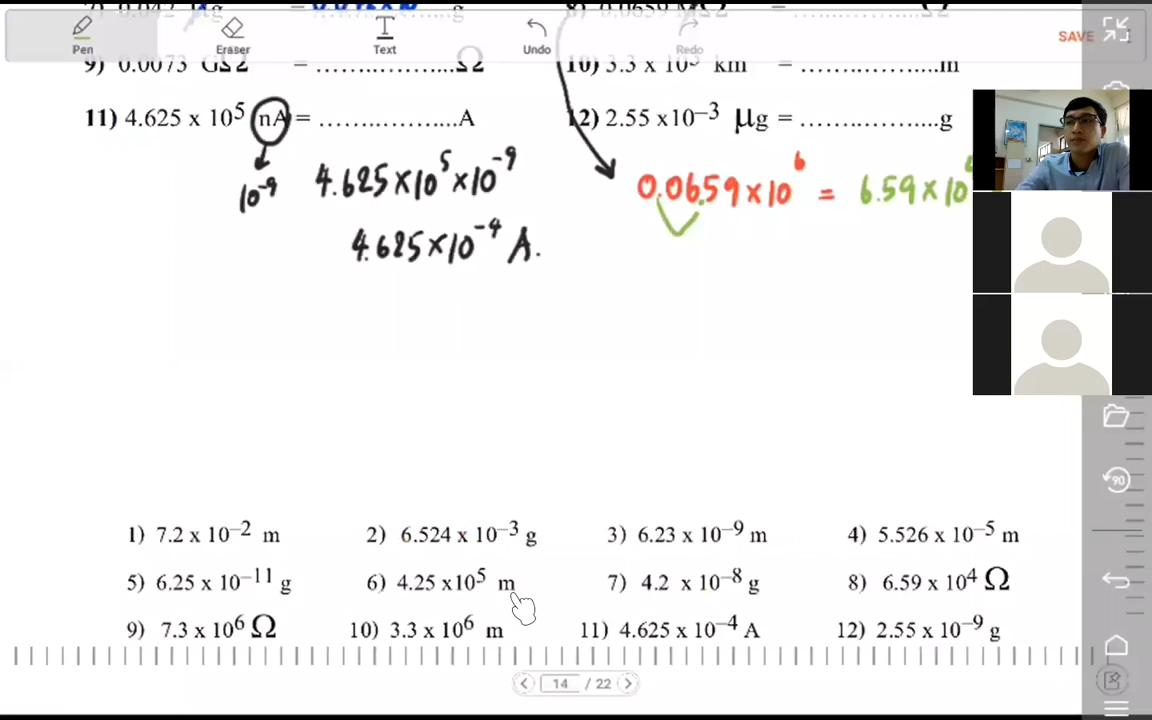 SAVE
Pen Eraser Text Undo Redo
9) 0.0073 GΩ = ..................Ω
10) 3.3 x 10³ km = ..................m
11) 4.625 x 10⁵ nA = ..................A
12) 2.55 x10⁻³ μg = ..................g
10⁻⁹
4.625×10⁵×10⁻⁹
4.625×10⁻⁴ A.
0.0659×10⁶ = 6.59×10
1) 7.2 x 10⁻² m 2) 6.524 x 10⁻³ g 3) 6.23 x 10⁻⁹ m 4) 5.526 x 10⁻⁵ m
5) 6.25 x 10⁻¹¹ g 6) 4.25 x10⁵ m 7) 4.2 x 10⁻⁸ g 8) 6.59 x 10⁴ Ω
9) 7.3 x 10⁶ Ω 10) 3.3 x 10⁶ m 11) 4.625 x 10⁻⁴ A 12) 2.55 x 10⁻⁹ g
14 / 22
90